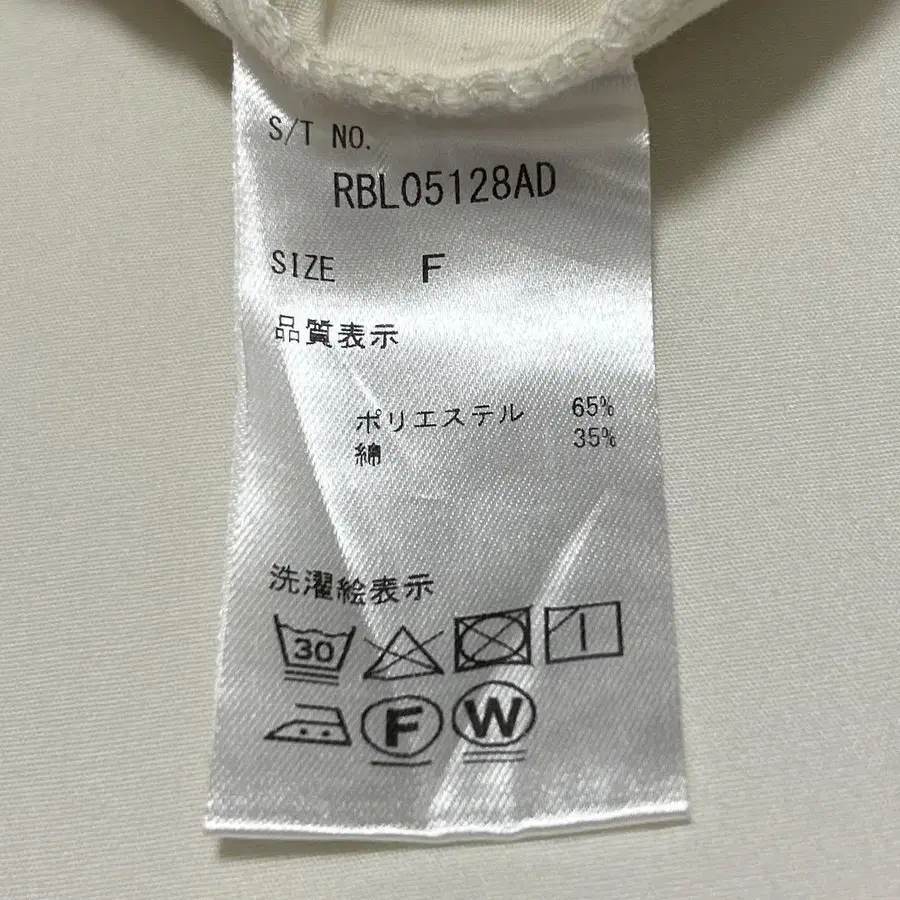 S/T NO.
RBL05128AD
SIZE F
品質表示
ポリエステル 65%
綿 35%
洗濯絵表示
30
F W